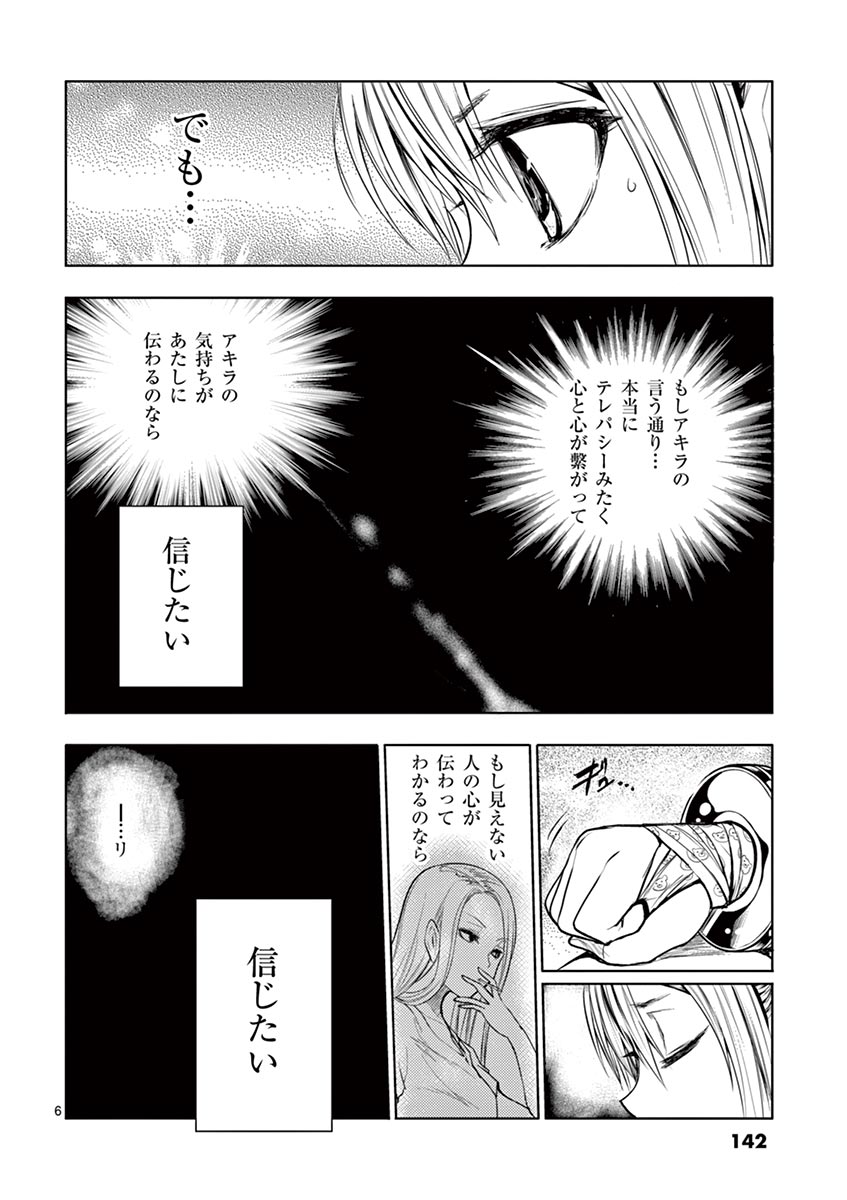 でも…
もしアキラの
言う通り…
本当に
テレパシーみたく
心と心が繋がって
アキラの
気持ちが
あたしに
伝わるのなら
信じたい
ギュ…
もし見えない
人の心が
伝わって
わかるのなら
信じたい
ー…リ
6
142